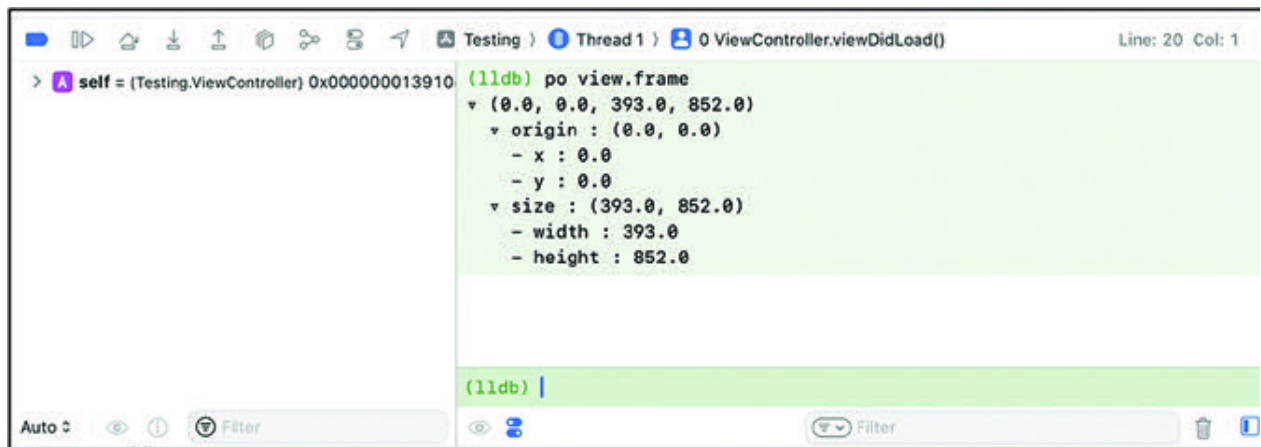 Testing Thread 1 0 ViewController.viewDidLoad() Line: 20 Col: 1
> A self = (Testing.ViewController) 0x000000013910
(lldb) po view.frame
▿ (0.0, 0.0, 393.0, 852.0)
▿ origin : (0.0, 0.0)
- x : 0.0
- y : 0.0
▿ size : (393.0, 852.0)
- width : 393.0
- height : 852.0
(lldb)
Auto Filter Filter